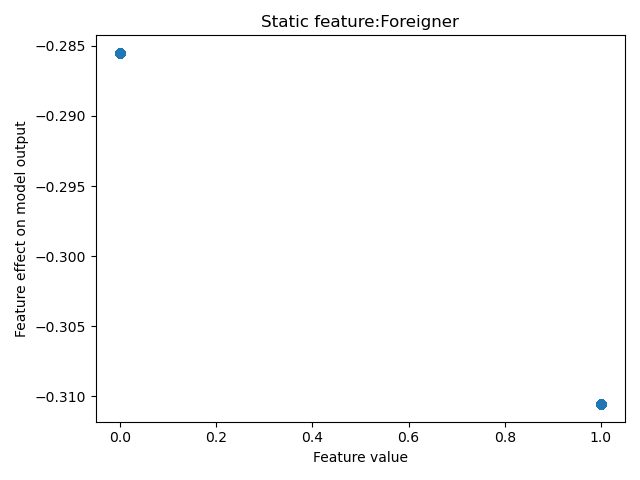 Static feature:Foreigner
Feature effect on model output
−0.285
−0.290
−0.295
−0.300
−0.305
−0.310
0.0 0.2 0.4 0.6 0.8 1.0
Feature value